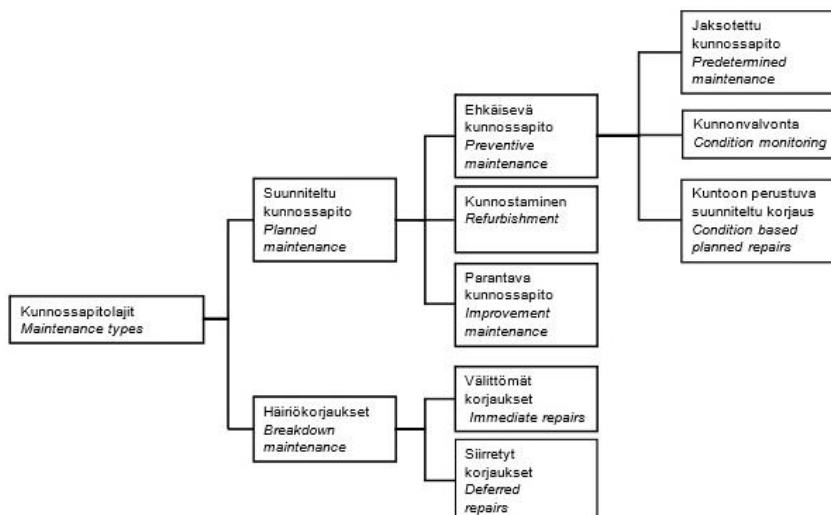 Kunnossapitolajit
Maintenance types
Suunniteltu
kunnossapito
Planned
maintenance
Häiriökorjaukset
Breakdown
maintenance
Ehkäisevä
kunnossapito
Preventive
maintenance
Kunnostaminen
Refurbishment
Parantava
kunnossapito
Improvement
maintenance
Välittömät
korjaukset
Immediate repairs
Siirretyt
korjaukset
Deferred
repairs
Jaksotettu
kunnossapito
Predetermined
maintenance
Kunnonvalvonta
Condition monitoring
Kuntoon perustuva
suunniteltu korjaus
Condition based
planned repairs